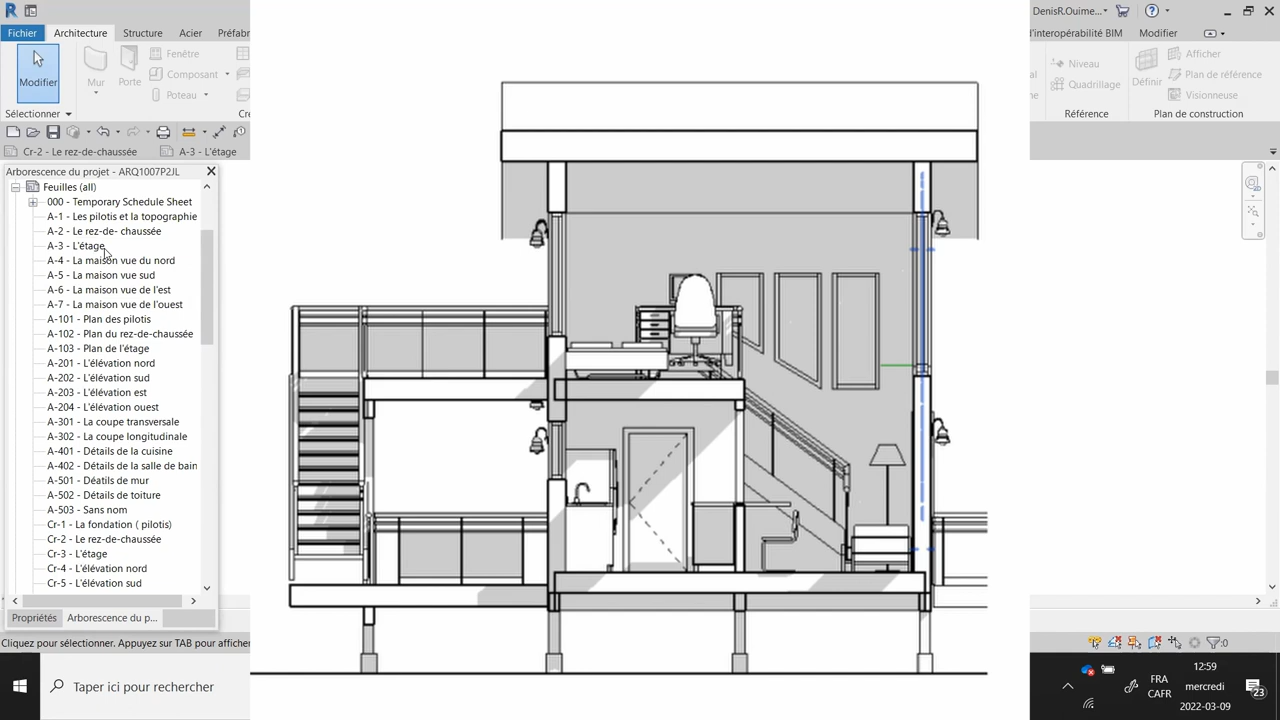 DenisR.Ouime...
Fichier
Architecture
Structure
Acier
Préfabr
d'interopérabilité BIM
Modifier
Modifier
Mur
Porte
Fenêtre
Composant
Poteau
Niveau
Quadrillage
Définir
Afficher
Plan de référence
Visionneuse
Sélectionner
Référence
Plan de construction
Cr-2 - Le rez-de-chaussée
A-3 - L'étage
Arborescence du projet - ARQ1007P2JL
Feuilles (all)
000 - Temporary Schedule Sheet
A-1 - Les pilotis et la topographie
A-2 - Le rez-de- chaussée
A-3 - L'étage
A-4 - La maison vue du nord
A-5 - La maison vue sud
A-6 - La maison vue de l'est
A-7 - La maison vue de l'ouest
A-101 - Plan des pilotis
A-102 - Plan du rez-de-chaussée
A-103 - Plan de l'étage
A-201 - L'élévation nord
A-202 - L'élévation sud
A-203 - L'élévation est
A-204 - L'élévation ouest
A-301 - La coupe transversale
A-302 - La coupe longitudinale
A-401 - Détails de la cuisine
A-402 - Détails de la salle de bain
A-501 - Déatils de mur
A-502 - Détails de toiture
A-503 - Sans nom
Cr-1 - La fondation ( pilotis)
Cr-2 - Le rez-de-chaussée
Cr-3 - L'étage
Cr-4 - L'élévation nord
Cr-5 - L'élévation sud
Propriétés
Arborescence du p...
Cliquez pour sélectionner. Appuyez sur TAB pour afficher
:0
Taper ici pour rechercher
FRA
CAFR
12:59
mercredi
2022-03-09
23